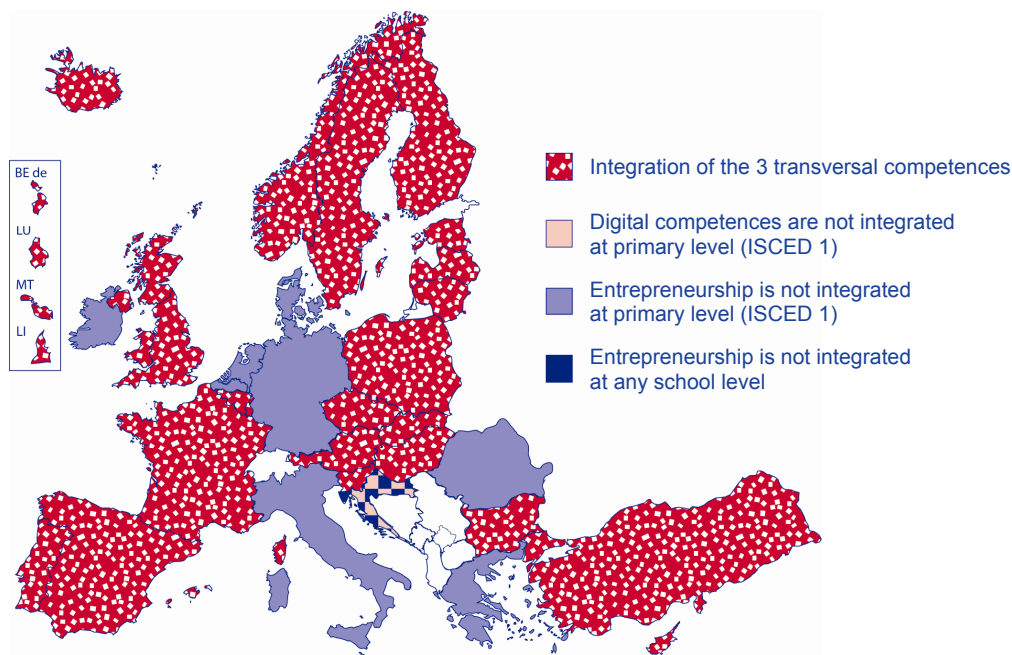 BE de
LU
MT
LI
Integration of the 3 transversal competences
Digital competences are not integrated
at primary level (ISCED 1)
Entrepreneurship is not integrated
at primary level (ISCED 1)
Entrepreneurship is not integrated
at any school level